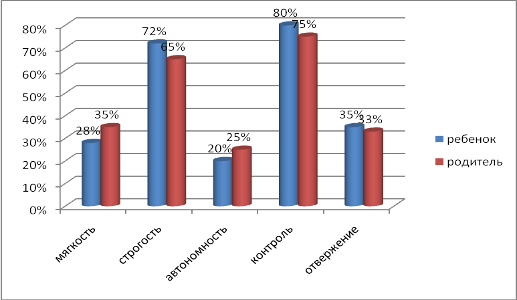 80%
70%
60%
50%
40%
30%
20%
10%
0%
28%
35%
72%
65%
20%
25%
80%
75%
35%
33%
мягкость
строгость
автономность
контроль
отвержение
ребенок
родитель